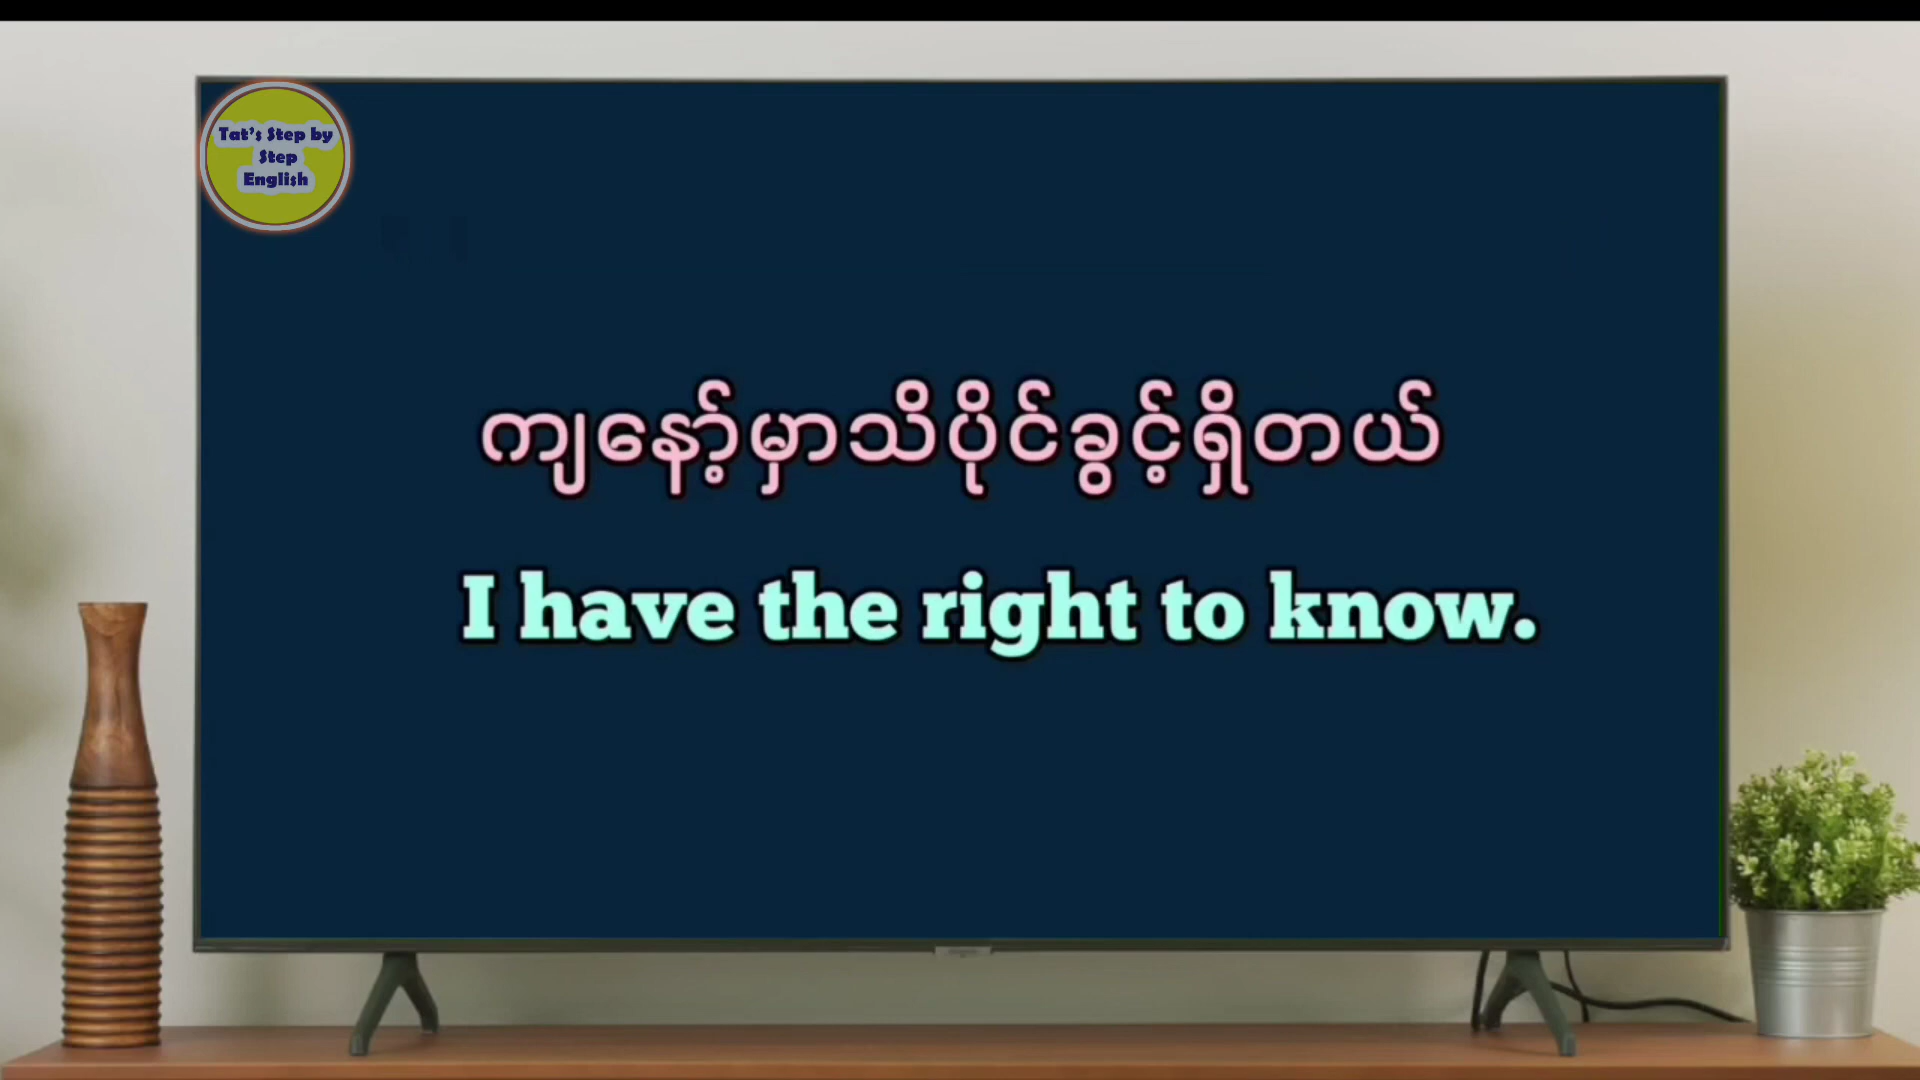 Tat's Step by
Step
English
ကျနော့်မှာသိပိုင်ခွင့်ရှိတယ်
I have the right to know.